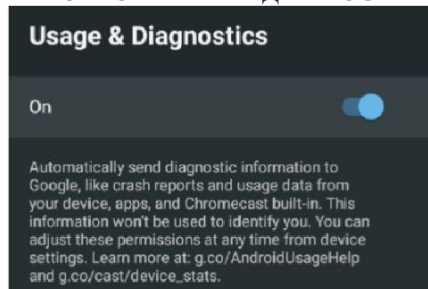 Usage & Diagnostics
On
Automatically send diagnostic information to
Google, like crash reports and usage data from
your device, apps, and Chromecast built-in. This
information won't be used to identify you. You can
adjust these permissions at any time from device
settings. Learn more at: g.co/AndroidUsageHelp
and g.co/cast/device_stats.